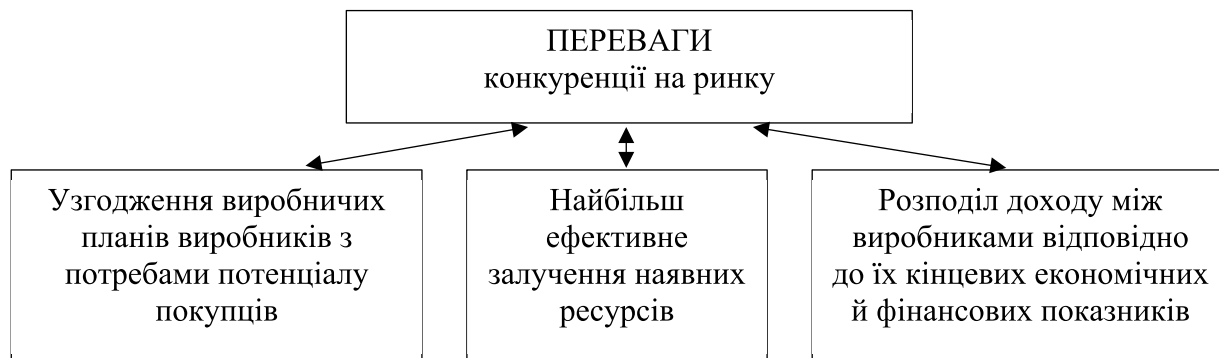 ПЕРЕВАГИ
конкуренції на ринку
Узгодження виробничих
планів виробників з
потребами потенціалу
покупців
Найбільш
ефективне
залучення наявних
ресурсів
Розподіл доходу між
виробниками відповідно
до їх кінцевих економічних
й фінансових показників